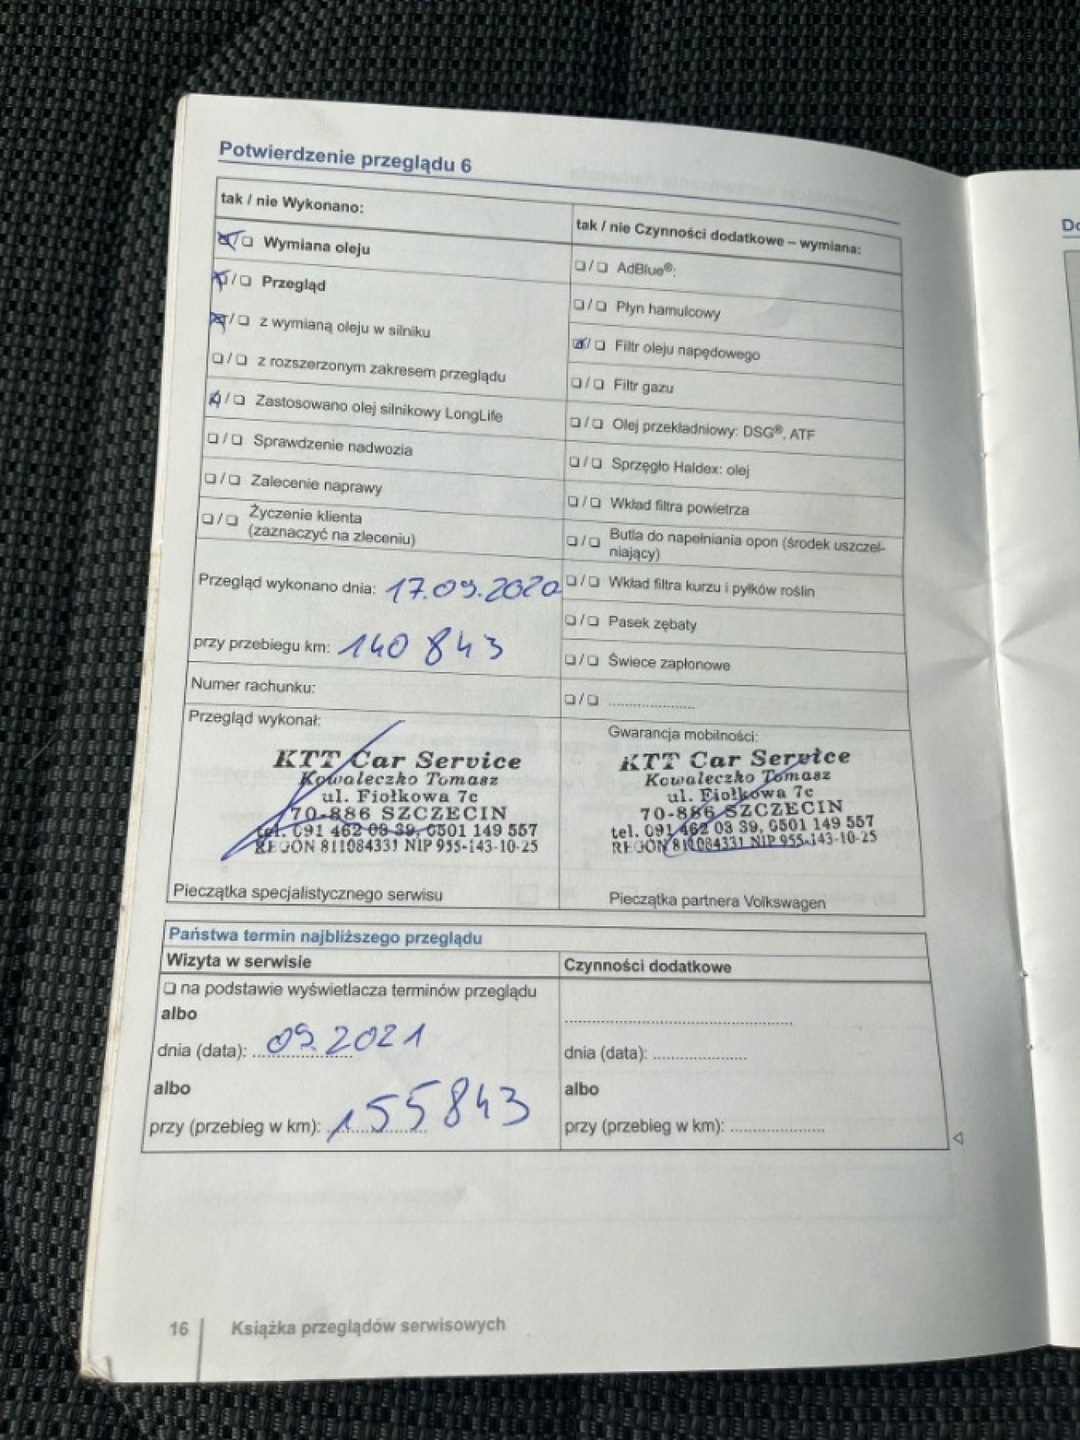 Potwierdzenie przeglądu 6
tak / nie Wykonano:
☒/☐ Wymiana oleju
☒/☐ Przegląd
☒/☐ z wymianą oleju w silniku
☐/☐ z rozszerzonym zakresem przeglądu
☒/☐ Zastosowano olej silnikowy LongLife
☐/☐ Sprawdzenie nadwozia
☐/☐ Zalecenie naprawy
☐/☐ Życzenie klienta
(zaznaczyć na zleceniu)
Przegląd wykonano dnia: 17.09.2020
przy przebiegu km: 140 843
Numer rachunku:
Przegląd wykonał:
KTT Car Service
Kowaleczko Tomasz
ul. Fiołkowa 7c
70-886 SZCZECIN
tel. 091 462 03 39, 0501 149 557
REGON 811084331 NIP 955-143-10-25
Pieczątka specjalistycznego serwisu
tak / nie Czynności dodatkowe – wymiana:
☐/☐ AdBlue®:
☐/☐ Płyn hamulcowy
☒/☐ Filtr oleju napędowego
☐/☐ Filtr gazu
☐/☐ Olej przekładniowy: DSG®, ATF
☐/☐ Sprzęgło Haldex: olej
☐/☐ Wkład filtra powietrza
☐/☐ Butla do napełniania opon (środek uszczel-
niający)
☐/☐ Wkład filtra kurzu i pyłków roślin
☐/☐ Pasek zębaty
☐/☐ Świece zapłonowe
☐/☐ ......................
Gwarancja mobilności:
KTT Car Service
Kowaleczko Tomasz
ul. Fiołkowa 7c
70-886 SZCZECIN
tel. 091 462 03 39, 0501 149 557
REGON 811084331 NIP 955-143-10-25
Pieczątka partnera Volkswagen
Państwa termin najbliższego przeglądu
Wizyta w serwisie
☐ na podstawie wyświetlacza terminów przeglądu
albo
dnia (data): 09.2021
albo
przy (przebieg w km): 155843
Czynności dodatkowe
..........................................................
dnia (data): ........................
albo
przy (przebieg w km): ........................
16 Książka przeglądów serwisowych